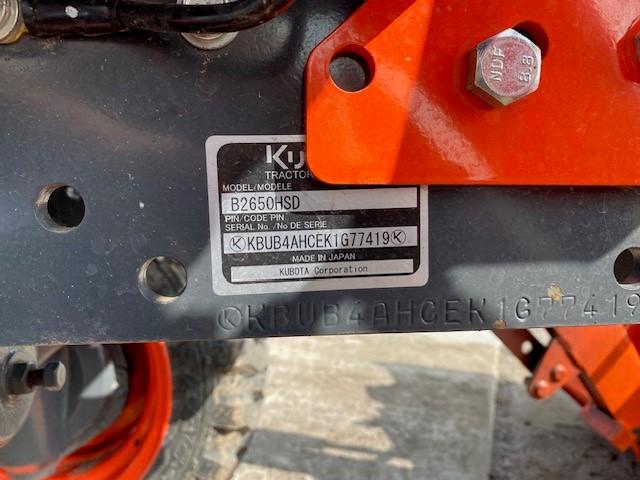 NDF
8.8
Ku
TRACTOR
MODEL/MODELE
B2650HSD
PIN/CODE PIN
SERIAL No./No DE SERIE
ⓀKBUB4AHCEK1G77419Ⓚ
MADE IN JAPAN
KUBOTA Corporation
ⓀKBUB4AHCEK1G77419